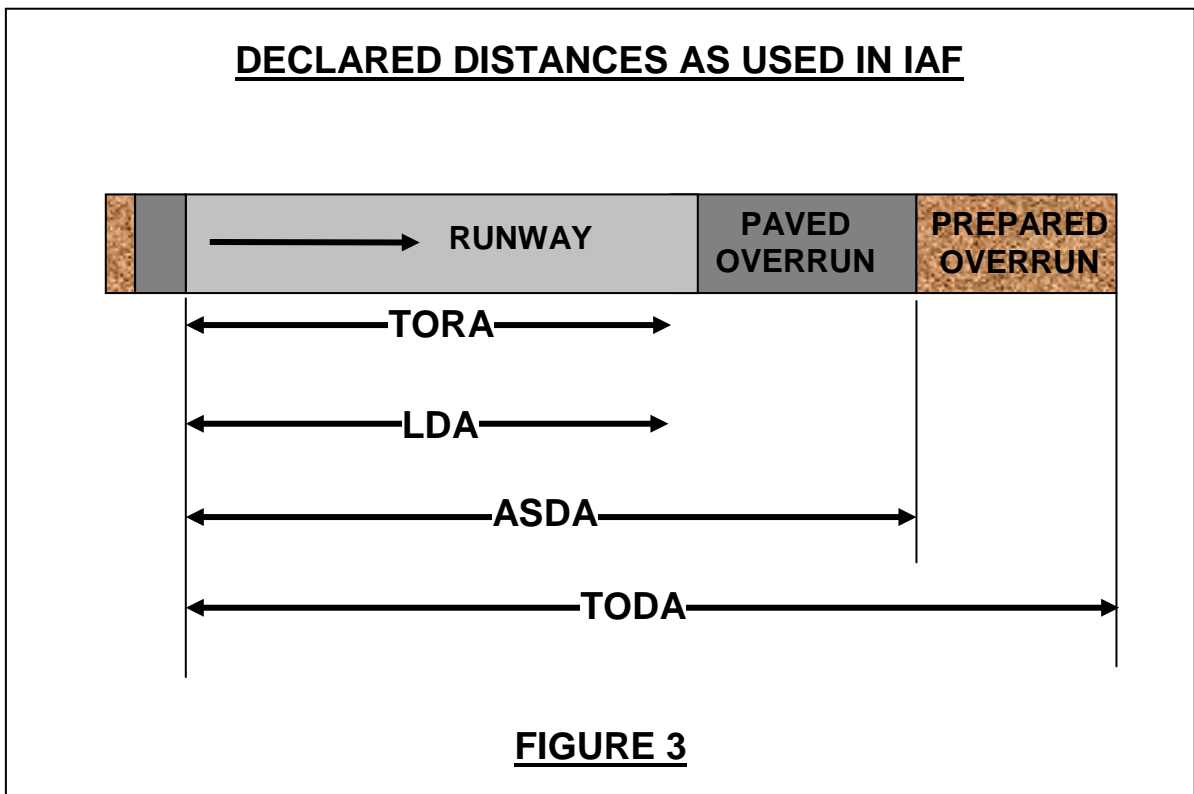 DECLARED DISTANCES AS USED IN IAF
RUNWAY
PAVED
OVERRUN
PREPARED
OVERRUN
TORA
LDA
ASDA
TODA
FIGURE 3